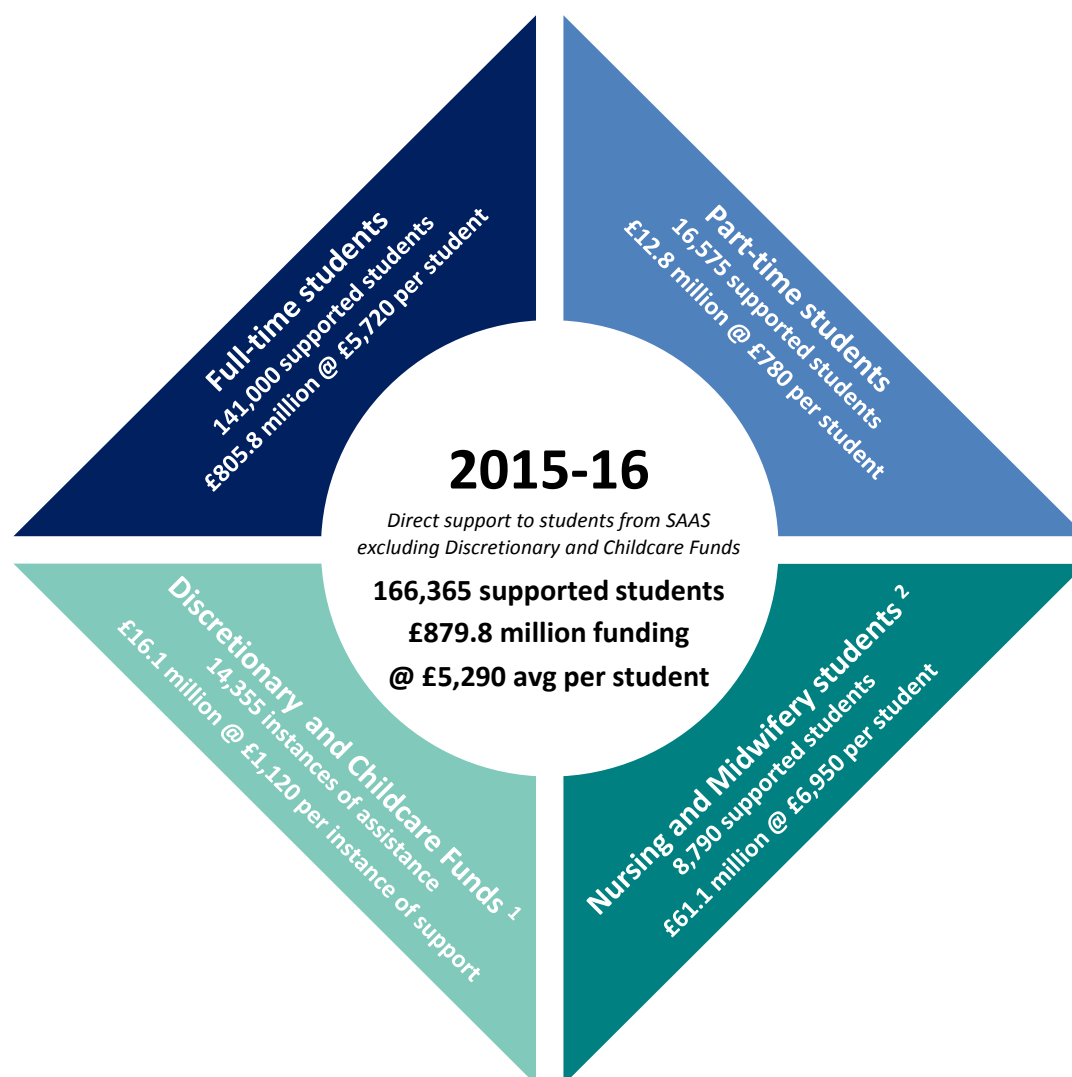 Full-time students
141,000 supported students
£805.8 million @ £5,720 per student
Part-time students
16,575 supported students
£12.8 million @ £780 per student
2015-16
Direct support to students from SAAS
excluding Discretionary and Childcare Funds
166,365 supported students
£879.8 million funding
@ £5,290 avg per student
Discretionary and Childcare Funds ¹
14,355 instances of assistance
£16.1 million @ £1,120 per instance of support
Nursing and Midwifery students ²
8,790 supported students
£61.1 million @ £6,950 per student